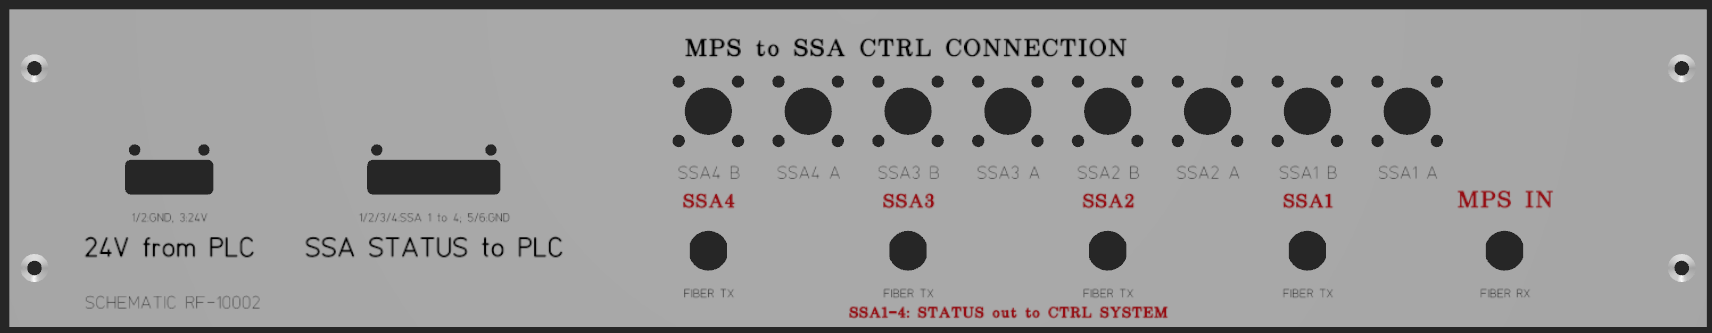 MPS to SSA CTRL CONNECTION
SSA4 B SSA4 A SSA3 B SSA3 A SSA2 B SSA2 A SSA1 B SSA1 A
SSA4 SSA3 SSA2 SSA1 MPS IN
1/2:GND, 3:24V
1/2/3/4:SSA 1 to 4; 5/6:GND
24V from PLC
SSA STATUS to PLC
FIBER TX FIBER TX FIBER TX FIBER TX FIBER RX
SCHEMATIC RF-10002
SSA1-4: STATUS out to CTRL SYSTEM